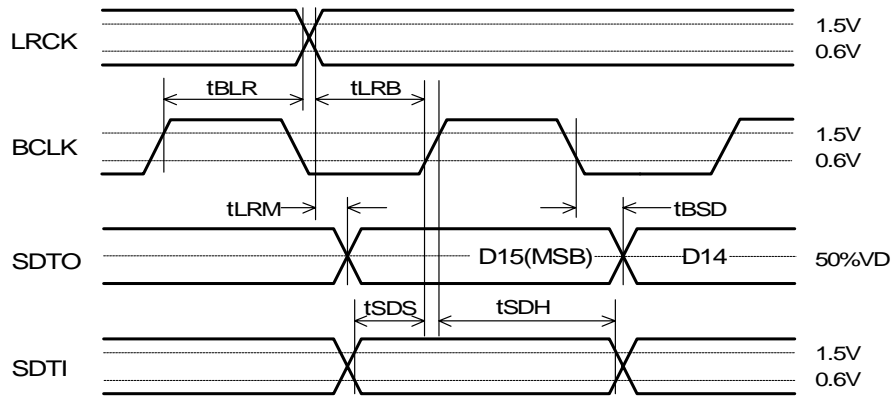 LRCK
1.5V
0.6V
tBLR
tLRB
BCLK
1.5V
0.6V
tLRM
tBSD
SDTO
D15(MSB)
D14
50%VD
tSDS
tSDH
SDTI
1.5V
0.6V